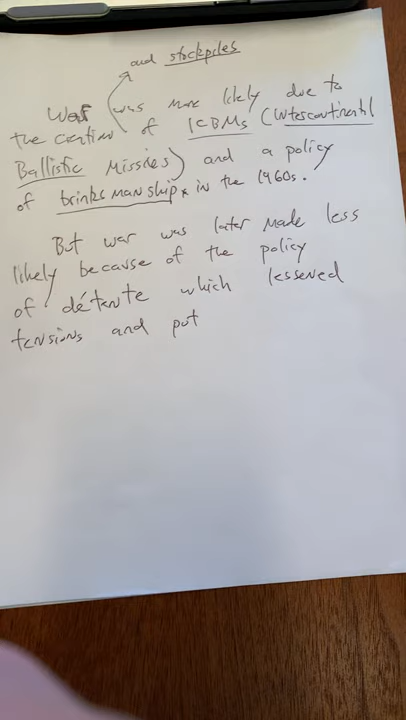 and stockpiles
War was more likely due to
the creation of ICBMs (Intescontinental
Ballistic Missies) and a policy
of brinksmanship * in the 1960s.
But war was later made less
likely because of the policy
of détente which lessened
tensions and put